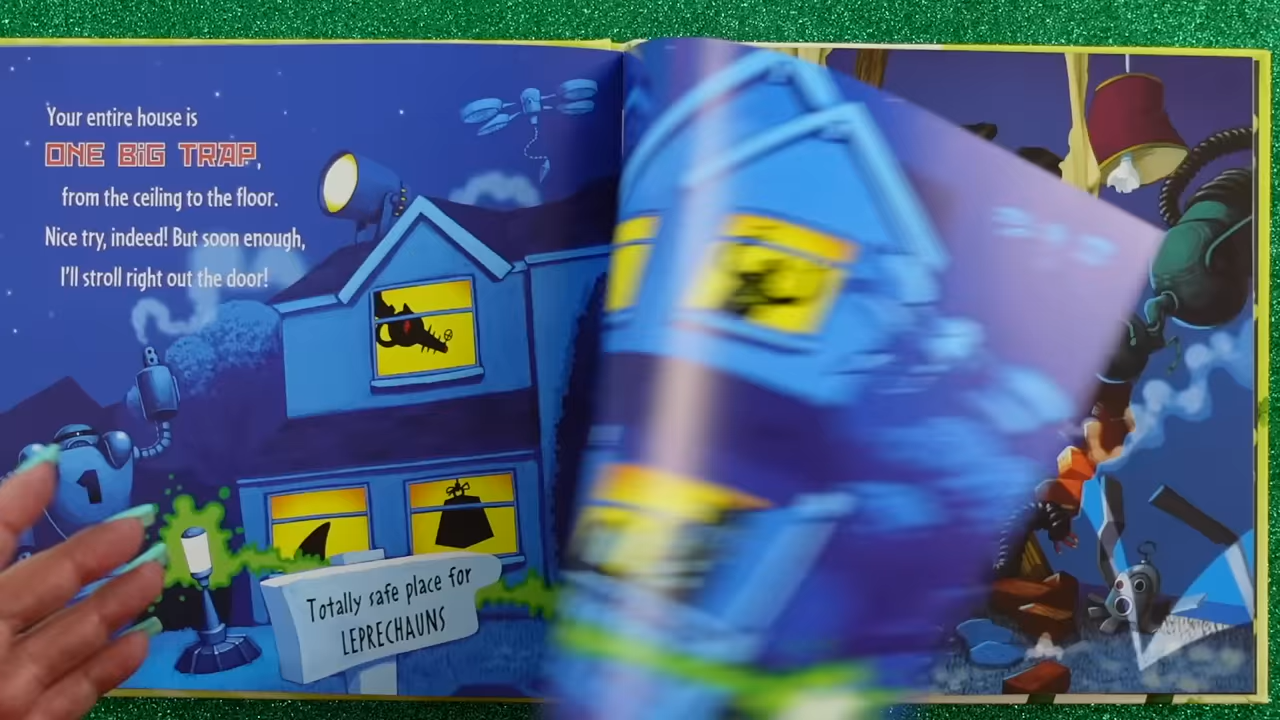 Your entire house is
ONE BIG TRAP,
from the ceiling to the floor.
Nice try, indeed! But soon enough,
I'll stroll right out the door!
1
Totally safe place for
LEPRECHAUNS